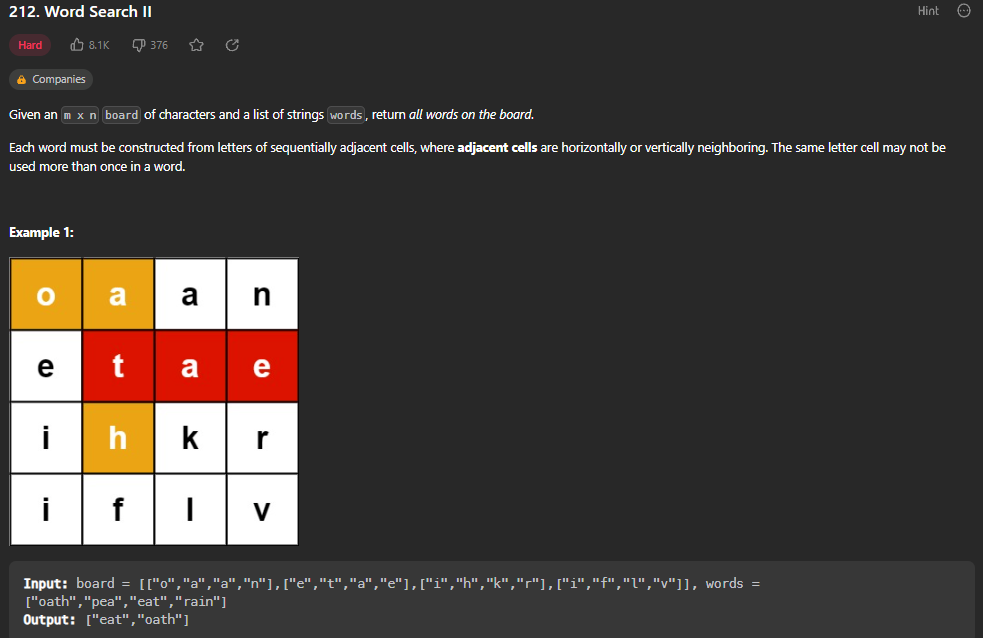 212. Word Search II
Hint
Hard 8.1K 376
Companies
Given an m x n board of characters and a list of strings words, return all words on the board.
Each word must be constructed from letters of sequentially adjacent cells, where adjacent cells are horizontally or vertically neighboring. The same letter cell may not be
used more than once in a word.
Example 1:
o a a n
e t a e
i h k r
i f l v
Input: board = [["o","a","a","n"],["e","t","a","e"],["i","h","k","r"],["i","f","l","v"]], words =
["oath","pea","eat","rain"]
Output: ["eat","oath"]